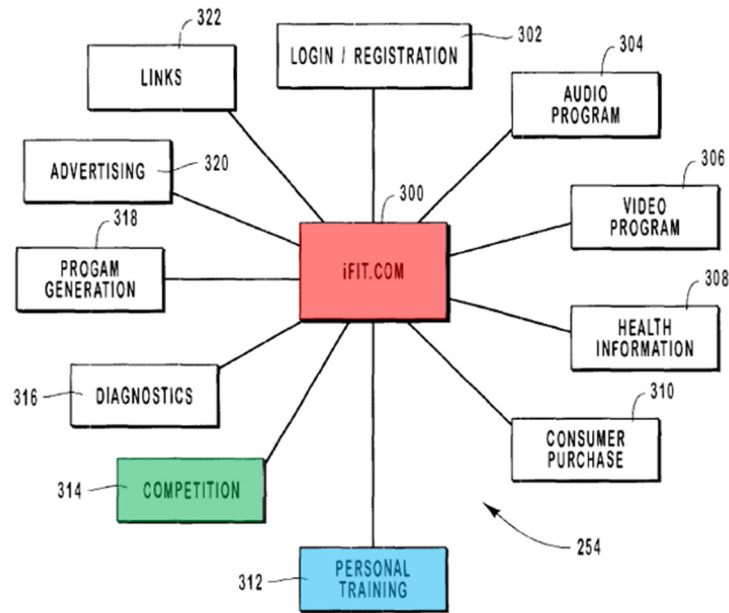 322
LINKS
302
LOGIN / REGISTRATION
304
AUDIO
PROGRAM
320
ADVERTISING
300
306
VIDEO
PROGRAM
318
PROGAM
GENERATION
iFIT.COM
308
HEALTH
INFORMATION
316
DIAGNOSTICS
310
CONSUMER
PURCHASE
314
COMPETITION
312
PERSONAL
TRAINING
254